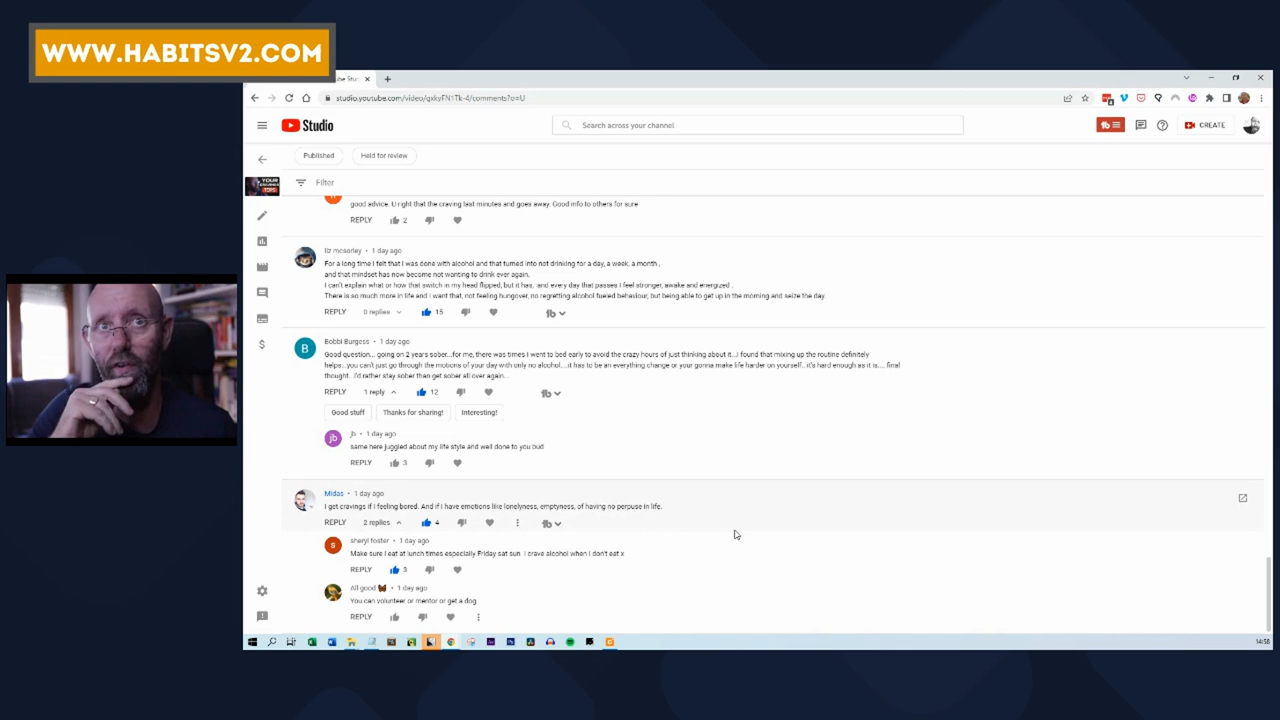 WWW.HABITSV2.COM
studio.youtube.com/video/qxkyFN1Tk-4/comments?o=U
Studio
Search across your channel
CREATE
Published
Held for review
Filter
good advice. U right that the craving last minutes and goes away. Good info to others for sure
REPLY 2
liz mcsorley • 1 day ago
For a long time I felt that I was done with alcohol and that turned into not drinking for a day, a week, a month ,
and that mindset has now become not wanting to drink ever again.
I can't explain what or how that switch in my head flipped, but it has, and every day that passes I feel stronger, awake and energized .
There is so much more in life and I want that, not feeling hungover, no regretting alcohol fueled behaviour, but being able to get up in the morning and seize the day.
REPLY 0 replies 15
B
Bobbi Burgess • 1 day ago
Good question... going on 2 years sober...for me, there was times I went to bed early to avoid the crazy hours of just thinking about it...I found that mixing up the routine definitely
helps...you can't just go through the motions of your day with only no alcohol....it has to be an everything change or your gonna make life harder on yourself.. it's hard enough as it is.... final
thought...I'd rather stay sober than get sober all over again...
REPLY 1 reply 12
Good stuff
Thanks for sharing!
Interesting!
jb
jb • 1 day ago
same here juggled about my life style and well done to you bud
REPLY 3
Midas • 1 day ago
I get cravings if I feeling bored. And if I have emotions like lonelyness, emptyness, of having no perpuse in life.
REPLY 2 replies 4
s
sheryl foster • 1 day ago
Make sure I eat at lunch times especially Friday sat sun I crave alcohol when I don't eat x
REPLY 3
All good 🦋 • 1 day ago
You can volunteer or mentor or get a dog
REPLY
14:56